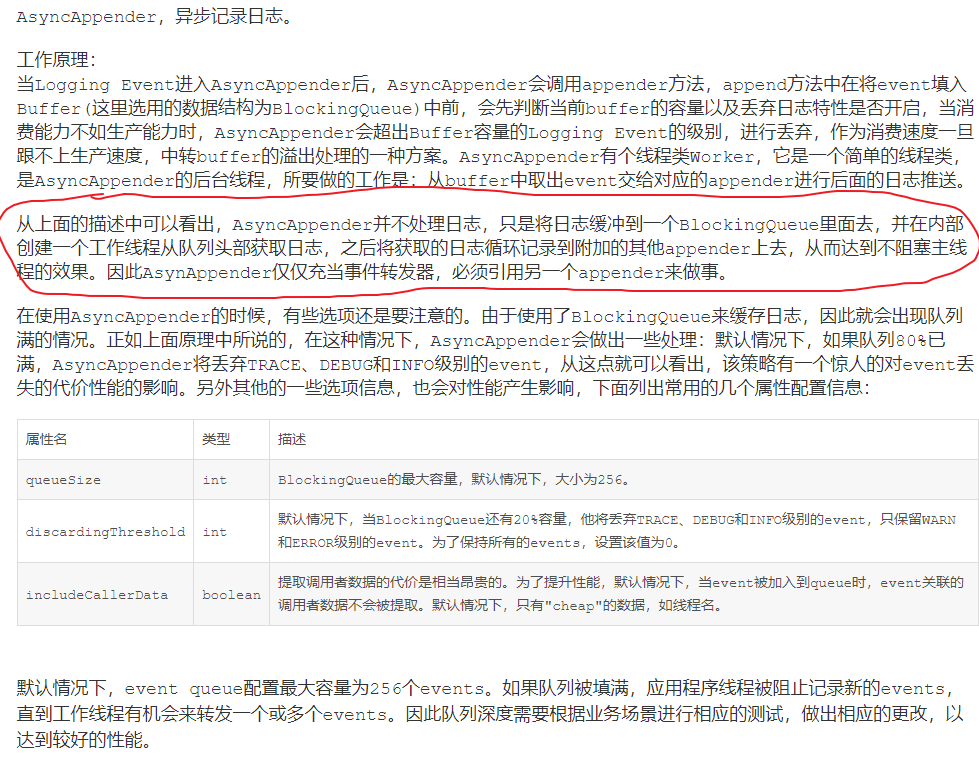 AsyncAppender，异步记录日志。
工作原理：
当Logging Event进入AsyncAppender后，AsyncAppender会调用appender方法，append方法中在将event填入
Buffer(这里选用的数据结构为BlockingQueue)中前，会先判断当前buffer的容量以及丢弃日志特性是否开启，当消
费能力不如生产能力时，AsyncAppender会超出Buffer容量的Logging Event的级别，进行丢弃，作为消费速度一旦
跟不上生产速度，中转buffer的溢出处理的一种方案。AsyncAppender有个线程类Worker，它是一个简单的线程类，
是AsyncAppender的后台线程，所要做的工作是：从buffer中取出event交给对应的appender进行后面的日志推送。
从上面的描述中可以看出，AsyncAppender并不处理日志，只是将日志缓冲到一个BlockingQueue里面去，并在内部
创建一个工作线程从队列头部获取日志，之后将获取的日志循环记录到附加的其他appender上去，从而达到不阻塞主线
程的效果。因此AsynAppender仅仅充当事件转发器，必须引用另一个appender来做事。
在使用AsyncAppender的时候，有些选项还是要注意的。由于使用了BlockingQueue来缓存日志，因此就会出现队列
满的情况。正如上面原理中所说的，在这种情况下，AsyncAppender会做出一些处理：默认情况下，如果队列80%已
满，AsyncAppender将丢弃TRACE、DEBUG和INFO级别的event，从这点就可以看出，该策略有一个惊人的对event丢
失的代价性能的影响。另外其他的一些选项信息，也会对性能产生影响，下面列出常用的几个属性配置信息：
属性名 类型 描述
queueSize int BlockingQueue的最大容量，默认情况下，大小为256。
discardingThreshold int 默认情况下，当BlockingQueue还有20%容量，他将丢弃TRACE、DEBUG和INFO级别的event，只保留WARN
和ERROR级别的event。为了保持所有的events，设置该值为0。
includeCallerData boolean 提取调用者数据的代价是相当昂贵的。为了提升性能，默认情况下，当event被加入到queue时，event关联的
调用者数据不会被提取。默认情况下，只有"cheap"的数据，如线程名。
默认情况下，event queue配置最大容量为256个events。如果队列被填满，应用程序线程被阻止记录新的events，
直到工作线程有机会来转发一个或多个events。因此队列深度需要根据业务场景进行相应的测试，做出相应的更改，以
达到较好的性能。